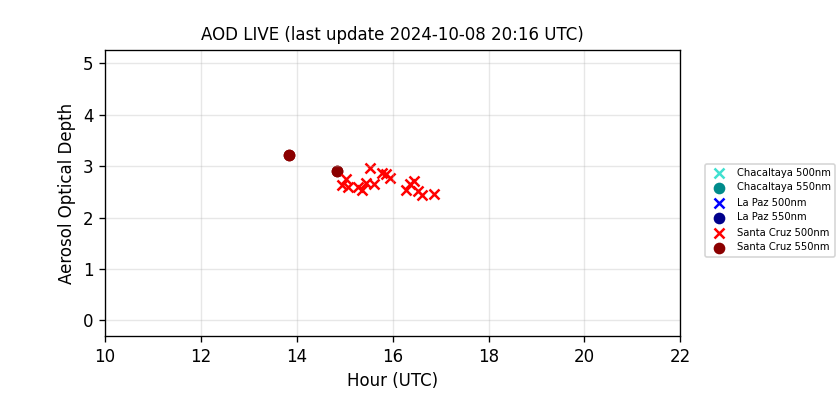 AOD LIVE (last update 2024-10-08 20:16 UTC)
Aerosol Optical Depth
5
4
3
2
1
0
10 12 14 16 18 20 22
Hour (UTC)
Chacaltaya 500nm
Chacaltaya 550nm
La Paz 500nm
La Paz 550nm
Santa Cruz 500nm
Santa Cruz 550nm